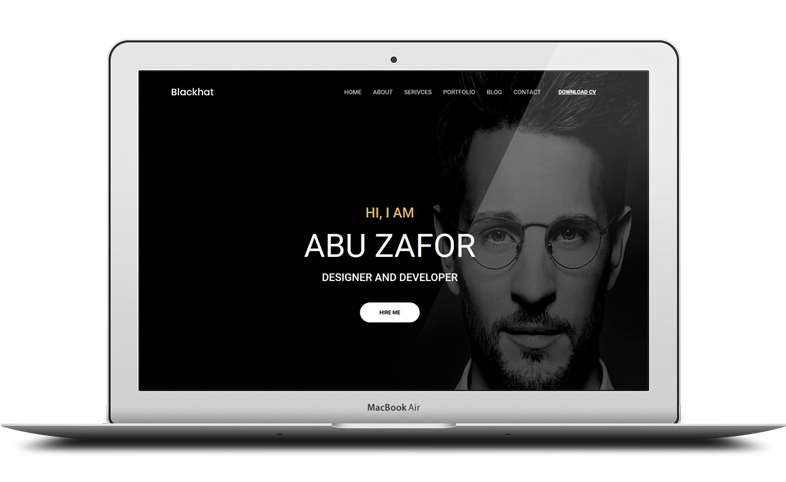 Blackhat
HOME ABOUT SERIVCES PORTFOLIO BLOG CONTACT DOWNLOAD CV
HI, I AM
ABU ZAFOR
DESIGNER AND DEVELOPER
HIRE ME
MacBook Air